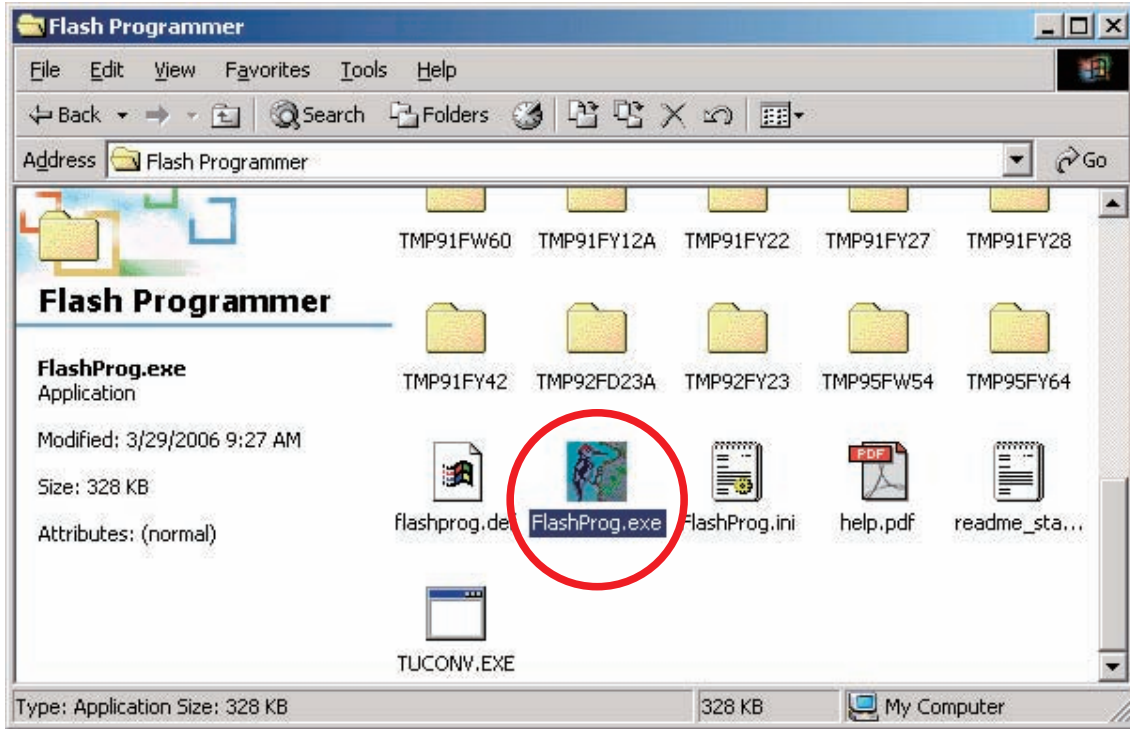 Flash Programmer
File Edit View Favorites Tools Help
Back Search Folders
Address Flash Programmer Go
TMP91FW60 TMP91FY12A TMP91FY22 TMP91FY27 TMP91FY28
Flash Programmer
FlashProg.exe
Application
Modified: 3/29/2006 9:27 AM
Size: 328 KB
Attributes: (normal)
TMP91FY42 TMP92FD23A TMP92FY23 TMP95FW54 TMP95FY64
flashprog.def FlashProg.exe FlashProg.ini help.pdf readme_sta...
PDF
TUCONV.EXE
Type: Application Size: 328 KB 328 KB My Computer